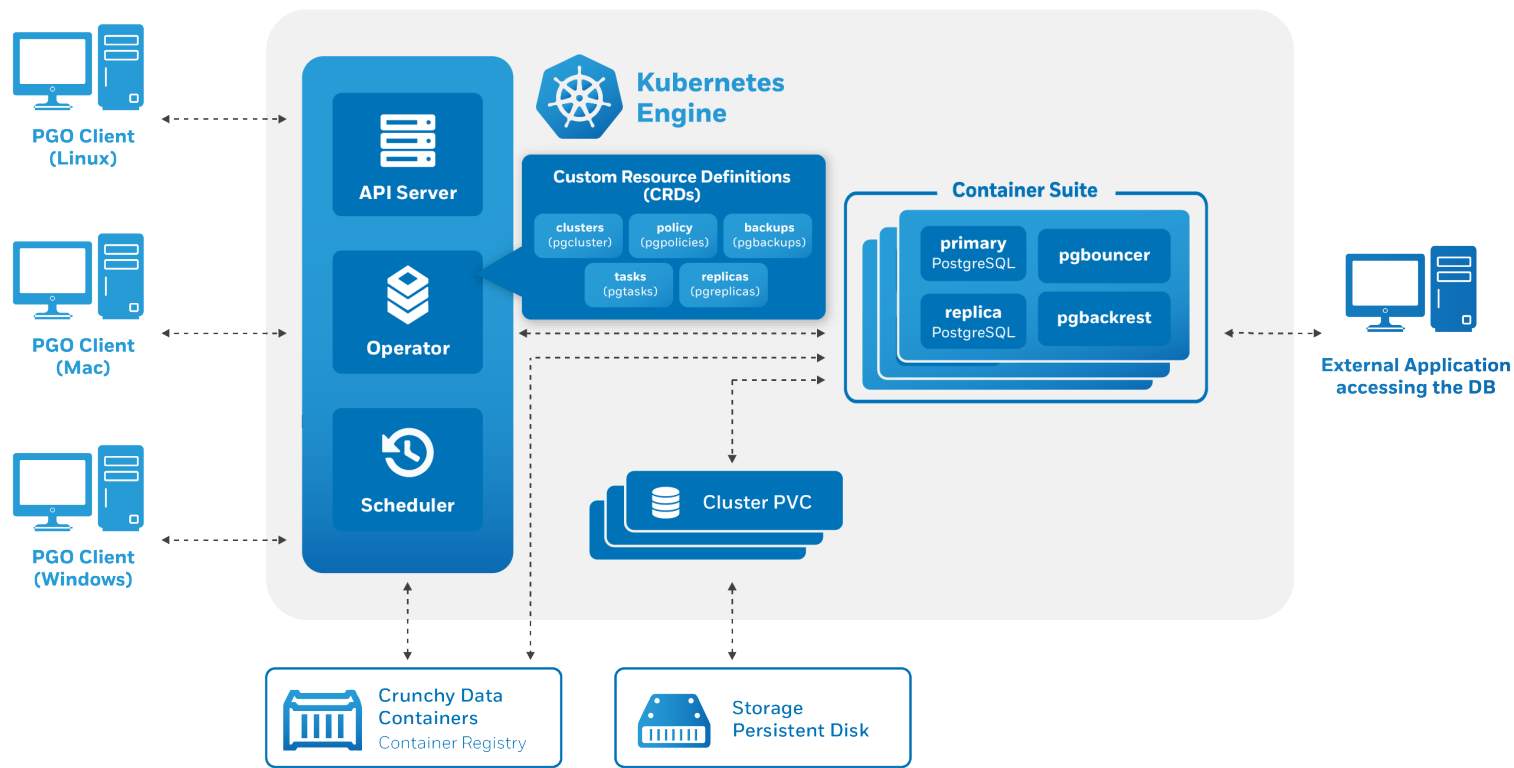 PGO Client
(Linux)
PGO Client
(Mac)
PGO Client
(Windows)
API Server
Operator
Scheduler
Kubernetes
Engine
Custom Resource Definitions
(CRDs)
clusters
(pgcluster)
policy
(pgpolicies)
backups
(pgbackups)
tasks
(pgtasks)
replicas
(pgreplicas)
Container Suite
primary
PostgreSQL
pgbouncer
replica
PostgreSQL
pgbackrest
External Application
accessing the DB
Cluster PVC
Crunchy Data
Containers
Container Registry
Storage
Persistent Disk